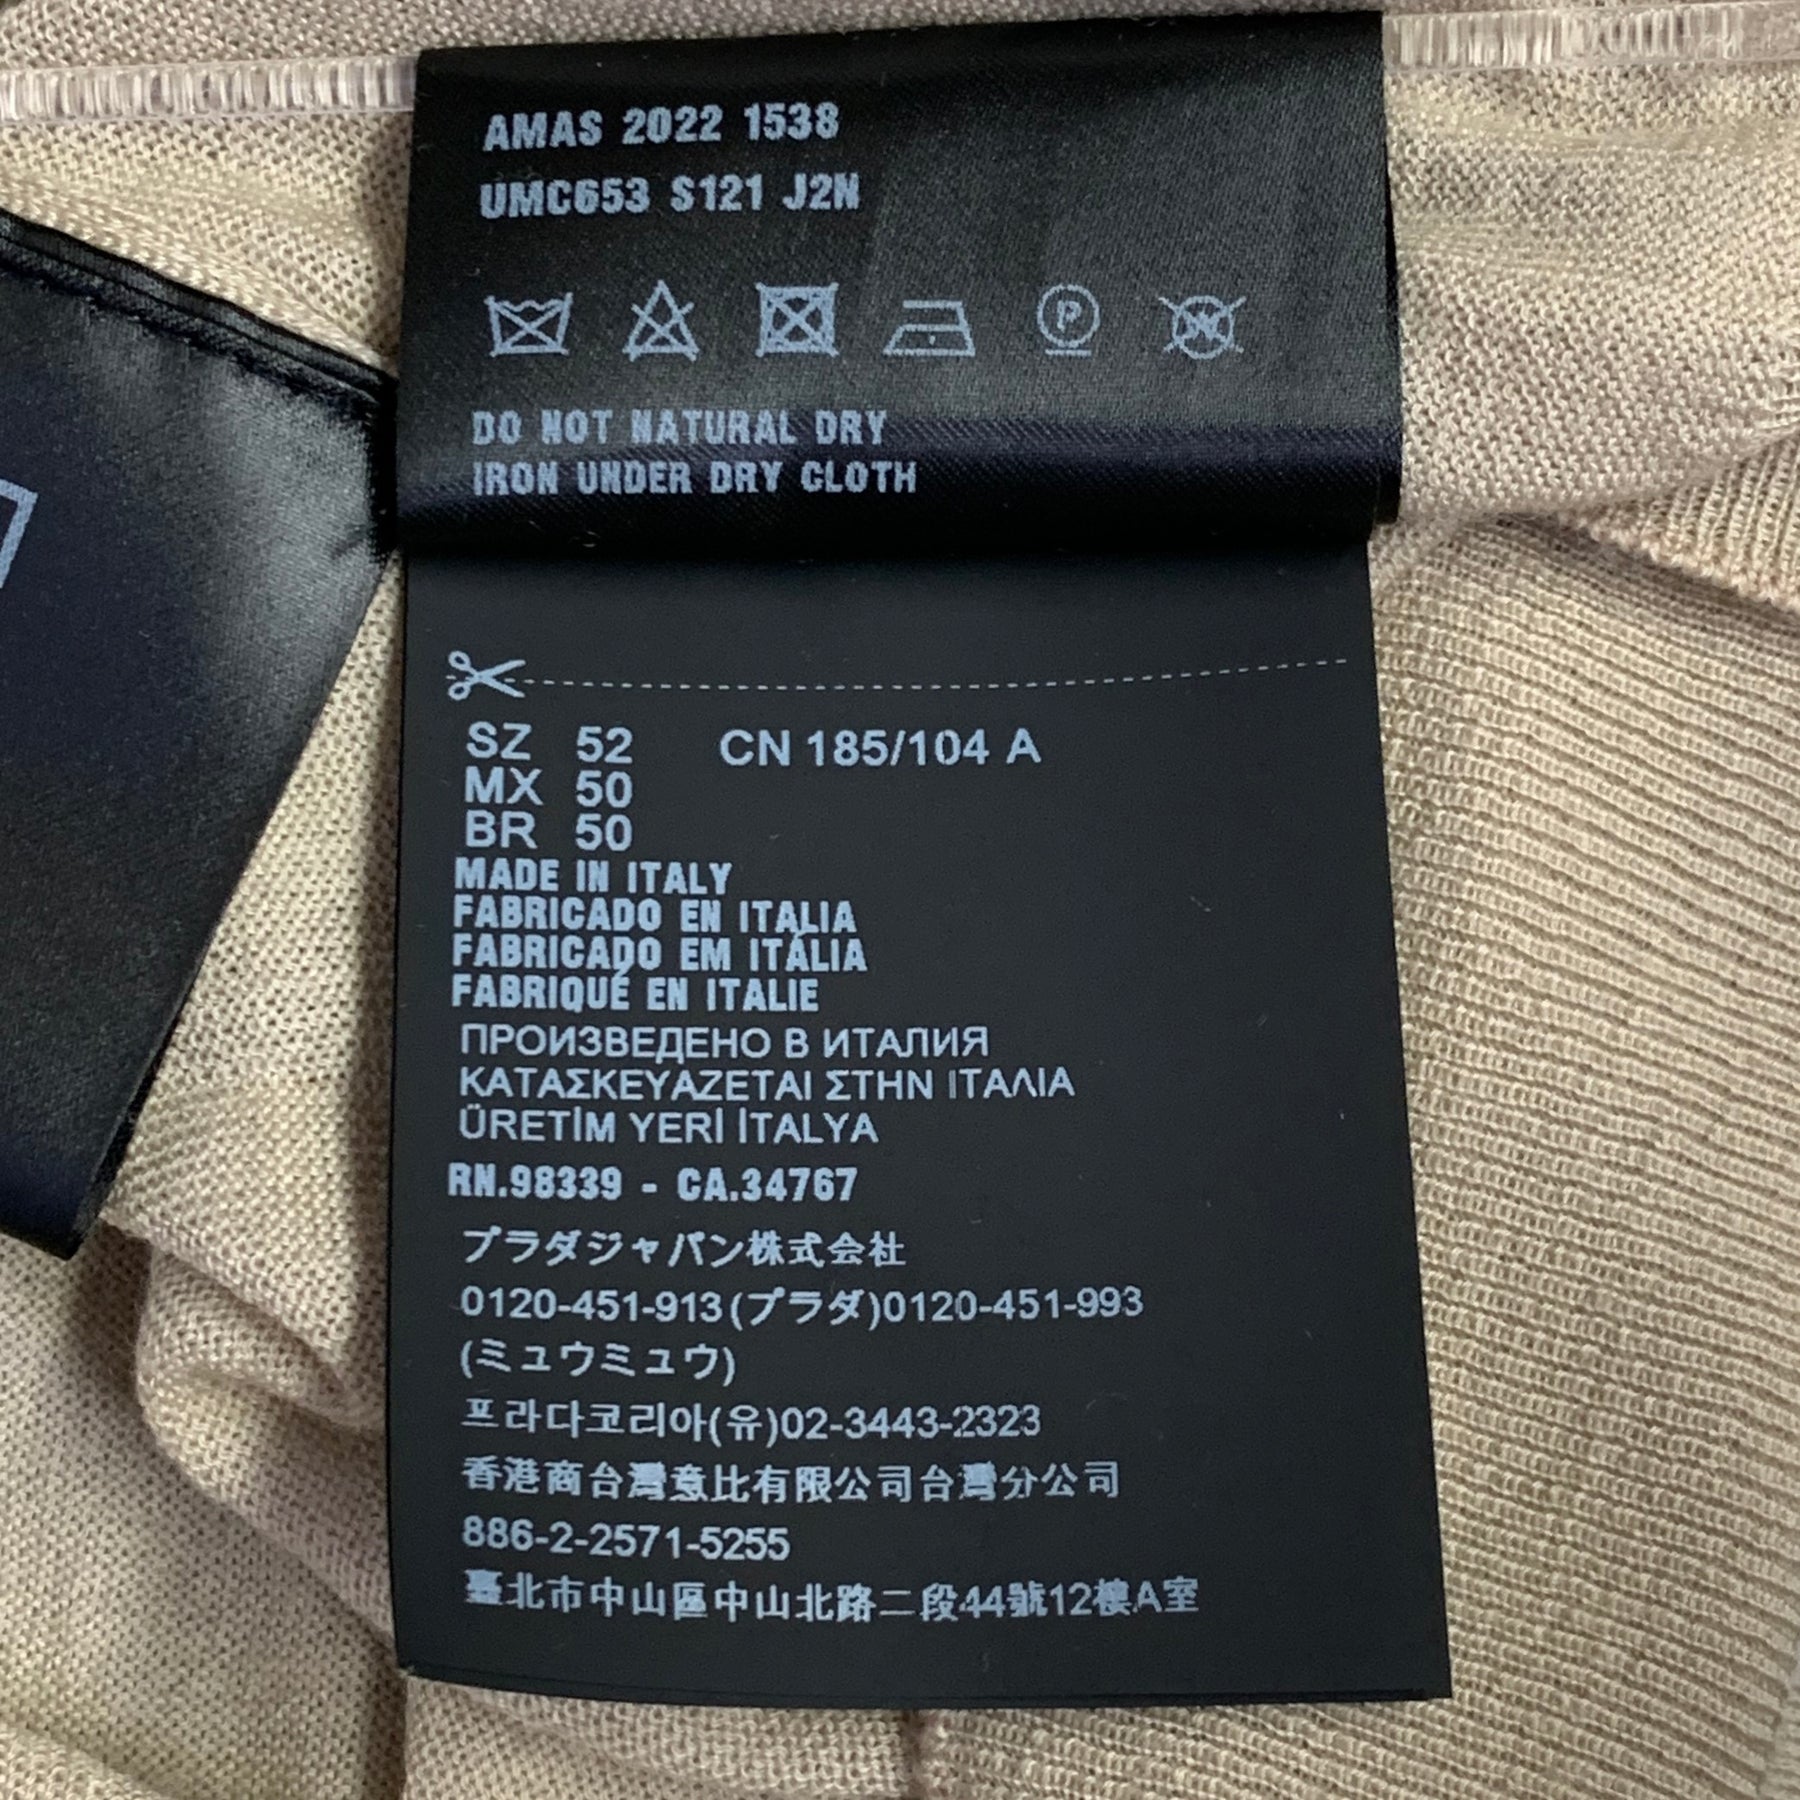 AMAS 2022 1538
UMC653 S121 J2N
P
W
DO NOT NATURAL DRY
IRON UNDER DRY CLOTH
SZ 52 CN 185/104 A
MX 50
BR 50
MADE IN ITALY
FABRICADO EN ITALIA
FABRICADO EM ITÁLIA
FABRIQUÉ EN ITALIE
ПРОИЗВЕДЕНО В ИТАЛИЯ
ΚΑΤΑΣΚΕΥΑΖΕΤΑΙ ΣΤΗΝ ΙΤΑΛΙΑ
ÜRETİM YERİ İTALYA
RN.98339 - CA.34767
プラダジャパン株式会社
0120-451-913(プラダ)0120-451-993
(ミュウミュウ)
프라다코리아(유)02-3443-2323
香港商台灣意比有限公司台灣分公司
886-2-2571-5255
臺北市中山區中山北路二段44號12樓A室